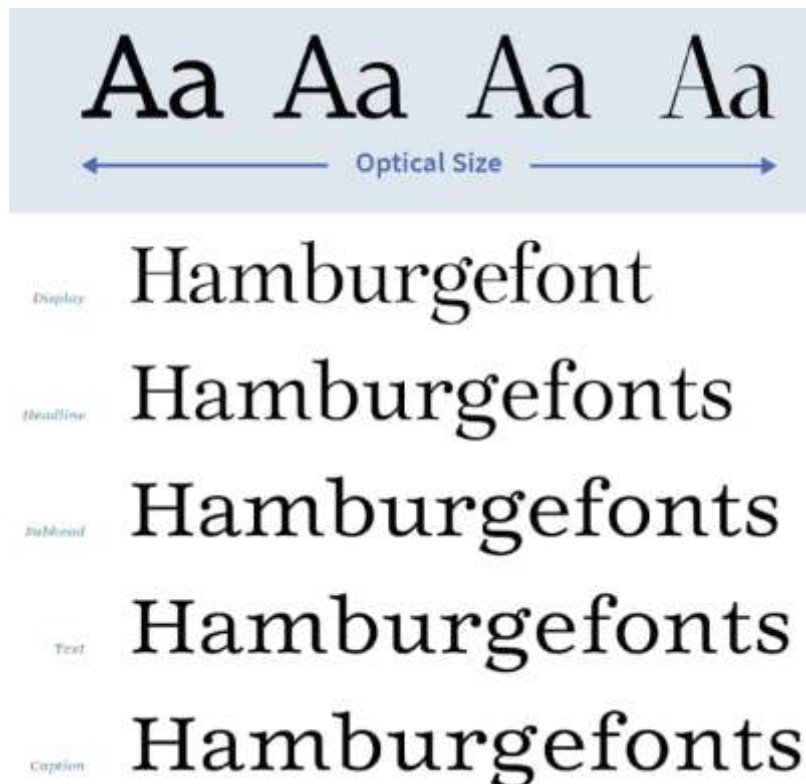 Aa Aa Aa Aa
Optical Size
Display Hamburgefont
Headline Hamburgefonts
Subhead Hamburgefonts
Text Hamburgefonts
Caption Hamburgefonts